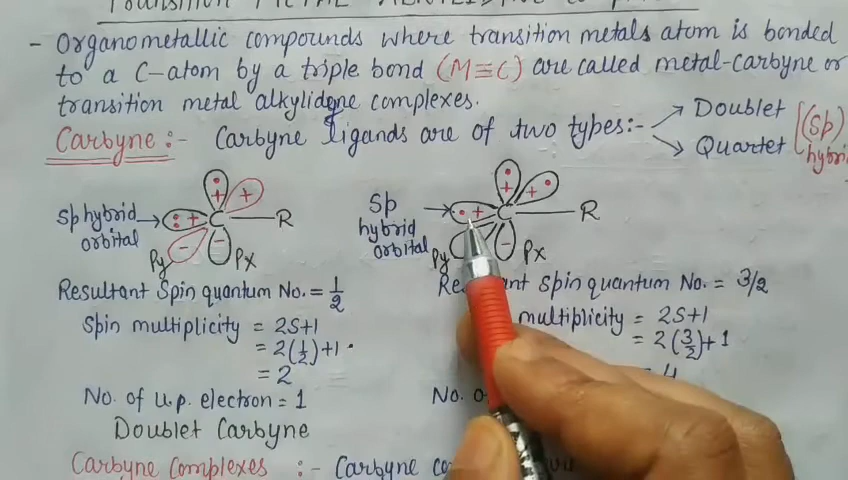 - Organometallic compounds where transition metals atom is bonded
to a C-atom by a triple bond (M≡C) are called metal-carbyne or
transition metal alkylidyne complexes.
Carbyne :- Carbyne ligands are of two types:- → Doublet
→ Quartet
(sp)
hybri
Sp hybrid
orbital
+ + + C R
- -
Py Px
Sp
hybrid
orbital
+ + + C R
-
Py Px
Resultant Spin quantum No. = 1/2
spin multiplicity = 2S+1
= 2(1/2)+1
= 2
No. of u.p. electron = 1
Doublet Carbyne
spin quantum No. = 3/2
multiplicity = 2S+1
= 2(3/2)+1
= 4
No. o
Carbyne Complexes :- Carbyne co